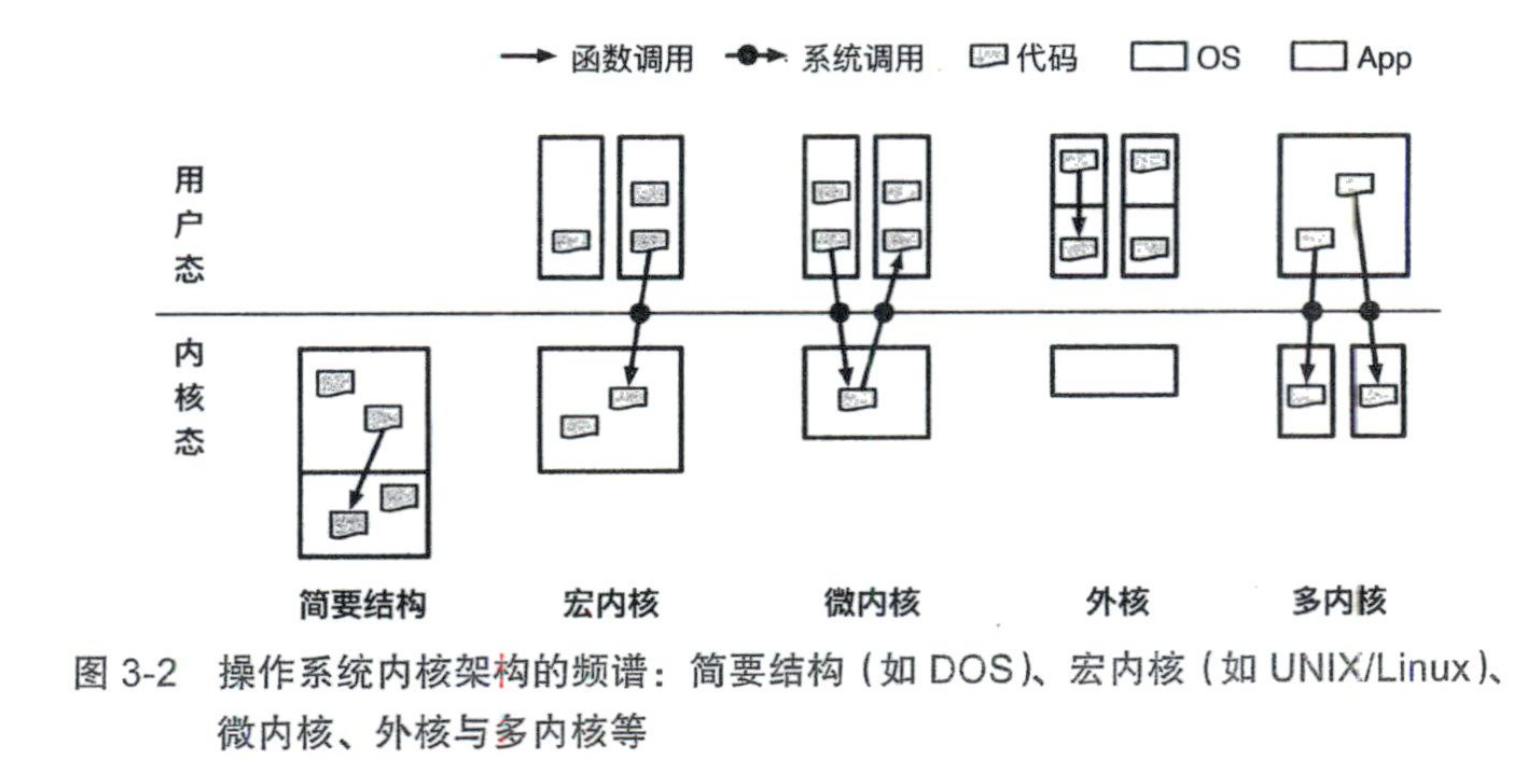 函数调用 系统调用 代码 OS App
用户态
内核态
简要结构 宏内核 微内核 外核 多内核
图 3-2 操作系统内核架构的频谱：简要结构（如 DOS）、宏内核（如 UNIX/Linux）、
微内核、外核与多内核等